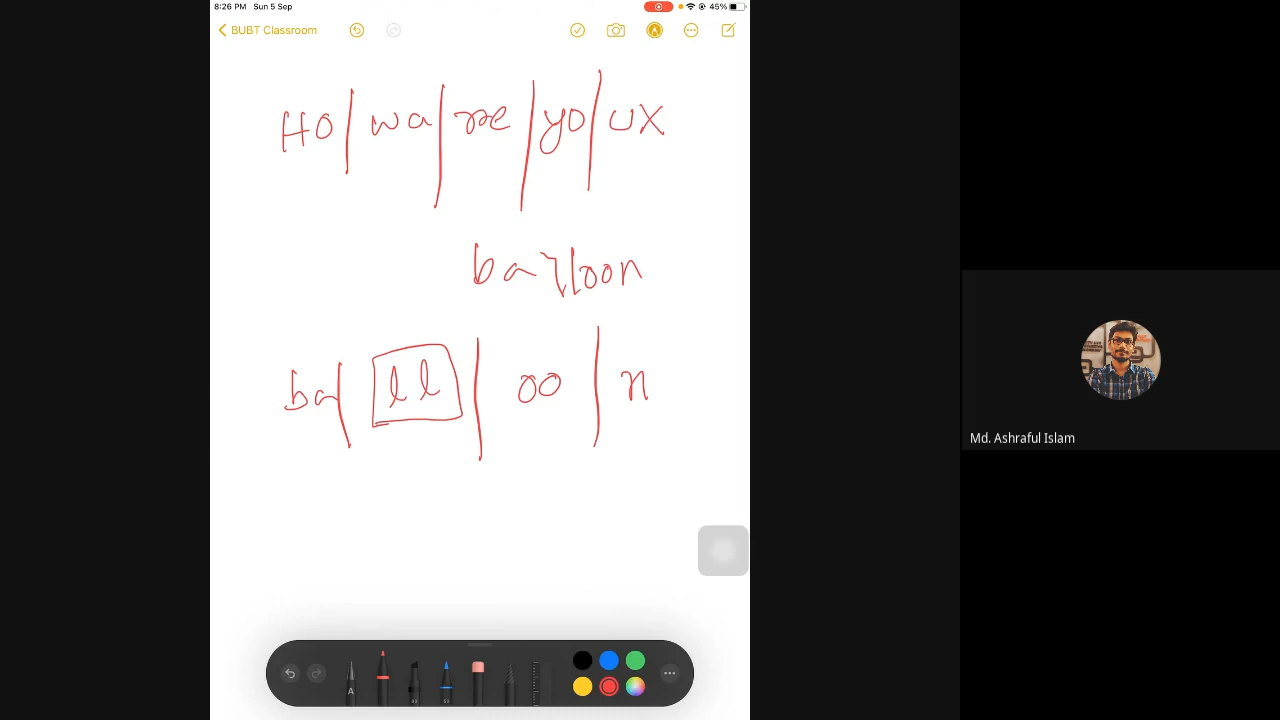 8:26 PM Sun 5 Sep
45%
BUBT Classroom
Ho | wa | re | yo | ux
ba | ll | oo | n
Md. Ashraful Islam